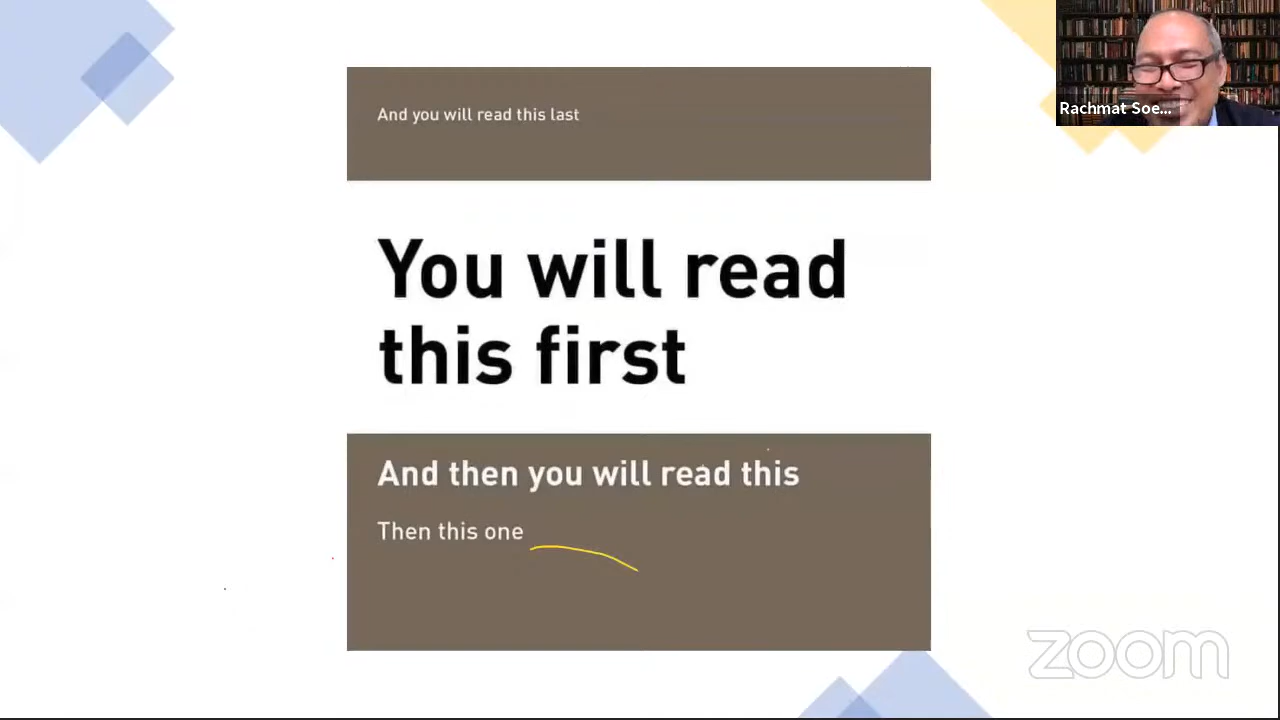 And you will read this last
Rachmat Soe...
You will read
this first
And then you will read this
Then this one
zoom